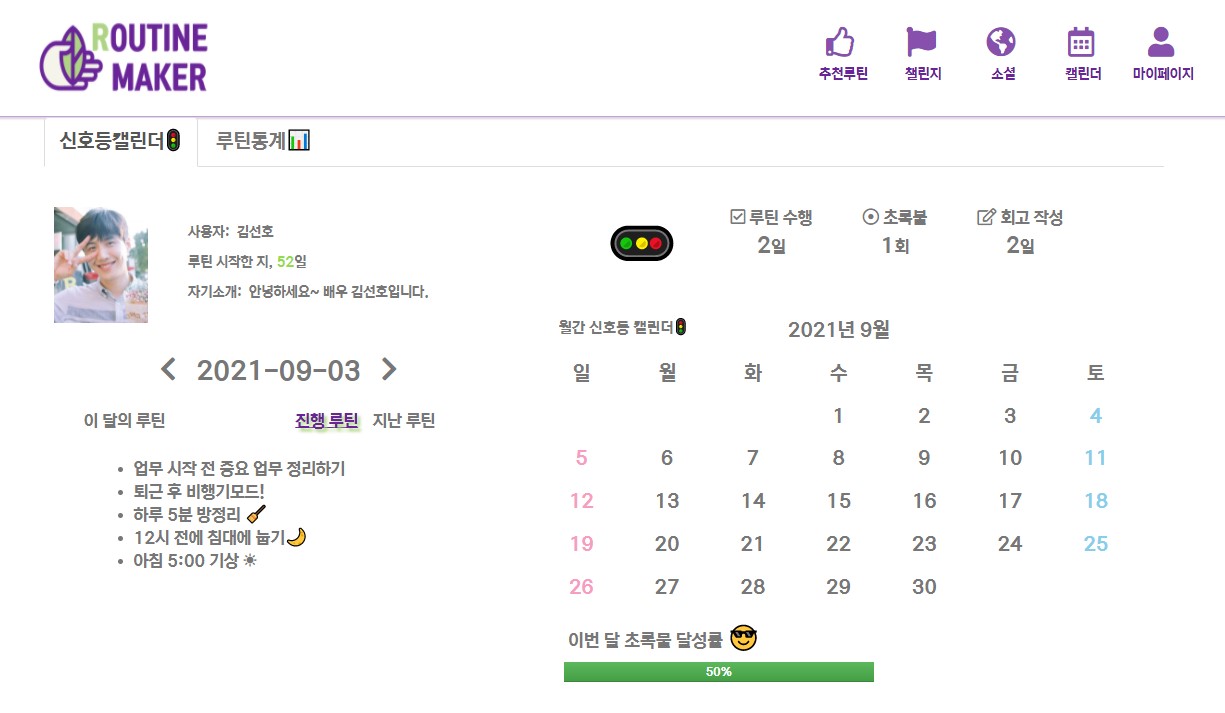 ROUTINE
MAKER
추천루틴 챌린지 소셜 캘린더 마이페이지
신호등캘린더 루틴통계
사용자: 김선호
루틴 시작한 지, 52일
자기소개: 안녕하세요~ 배우 김선호입니다.
2021-09-03
이 달의 루틴 진행 루틴 지난 루틴
업무 시작 전 중요 업무 정리하기
퇴근 후 비행기모드!
하루 5분 방정리
12시 전에 침대에 눕기
아침 5:00 기상 ☀
루틴 수행 초록불 회고 작성
2일 1회 2일
월간 신호등 캘린더 2021년 9월
일 월 화 수 목 금 토
1 2 3 4
5 6 7 8 9 10 11
12 13 14 15 16 17 18
19 20 21 22 23 24 25
26 27 28 29 30
이번 달 초록불 달성률
50%